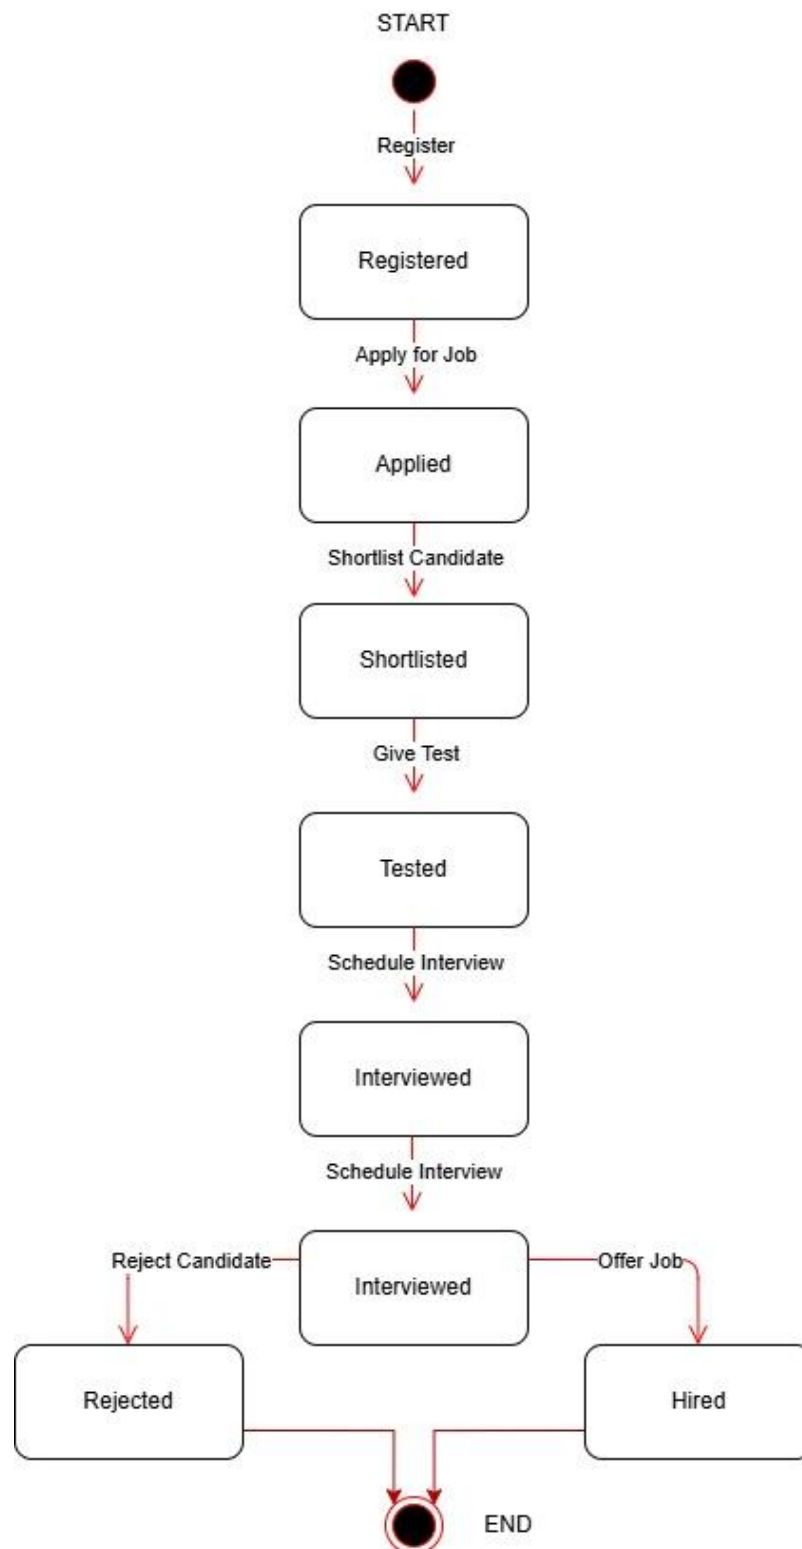 START
Register
Registered
Apply for Job
Applied
Shortlist Candidate
Shortlisted
Give Test
Tested
Schedule Interview
Interviewed
Schedule Interview
Interviewed
Reject Candidate
Offer Job
Rejected
Hired
END